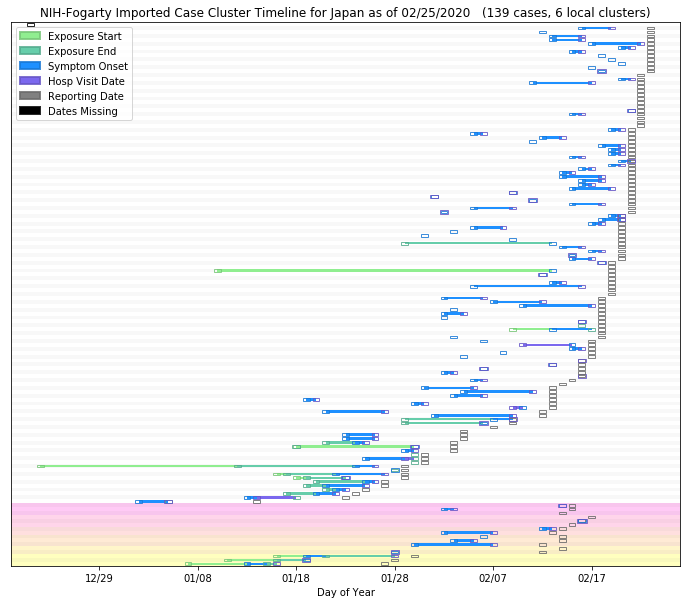 NIH-Fogarty Imported Case Cluster Timeline for Japan as of 02/25/2020 (139 cases, 6 local clusters)
Exposure Start
Exposure End
Symptom Onset
Hosp Visit Date
Reporting Date
Dates Missing
12/29 01/08 01/18 01/28 02/07 02/17
Day of Year